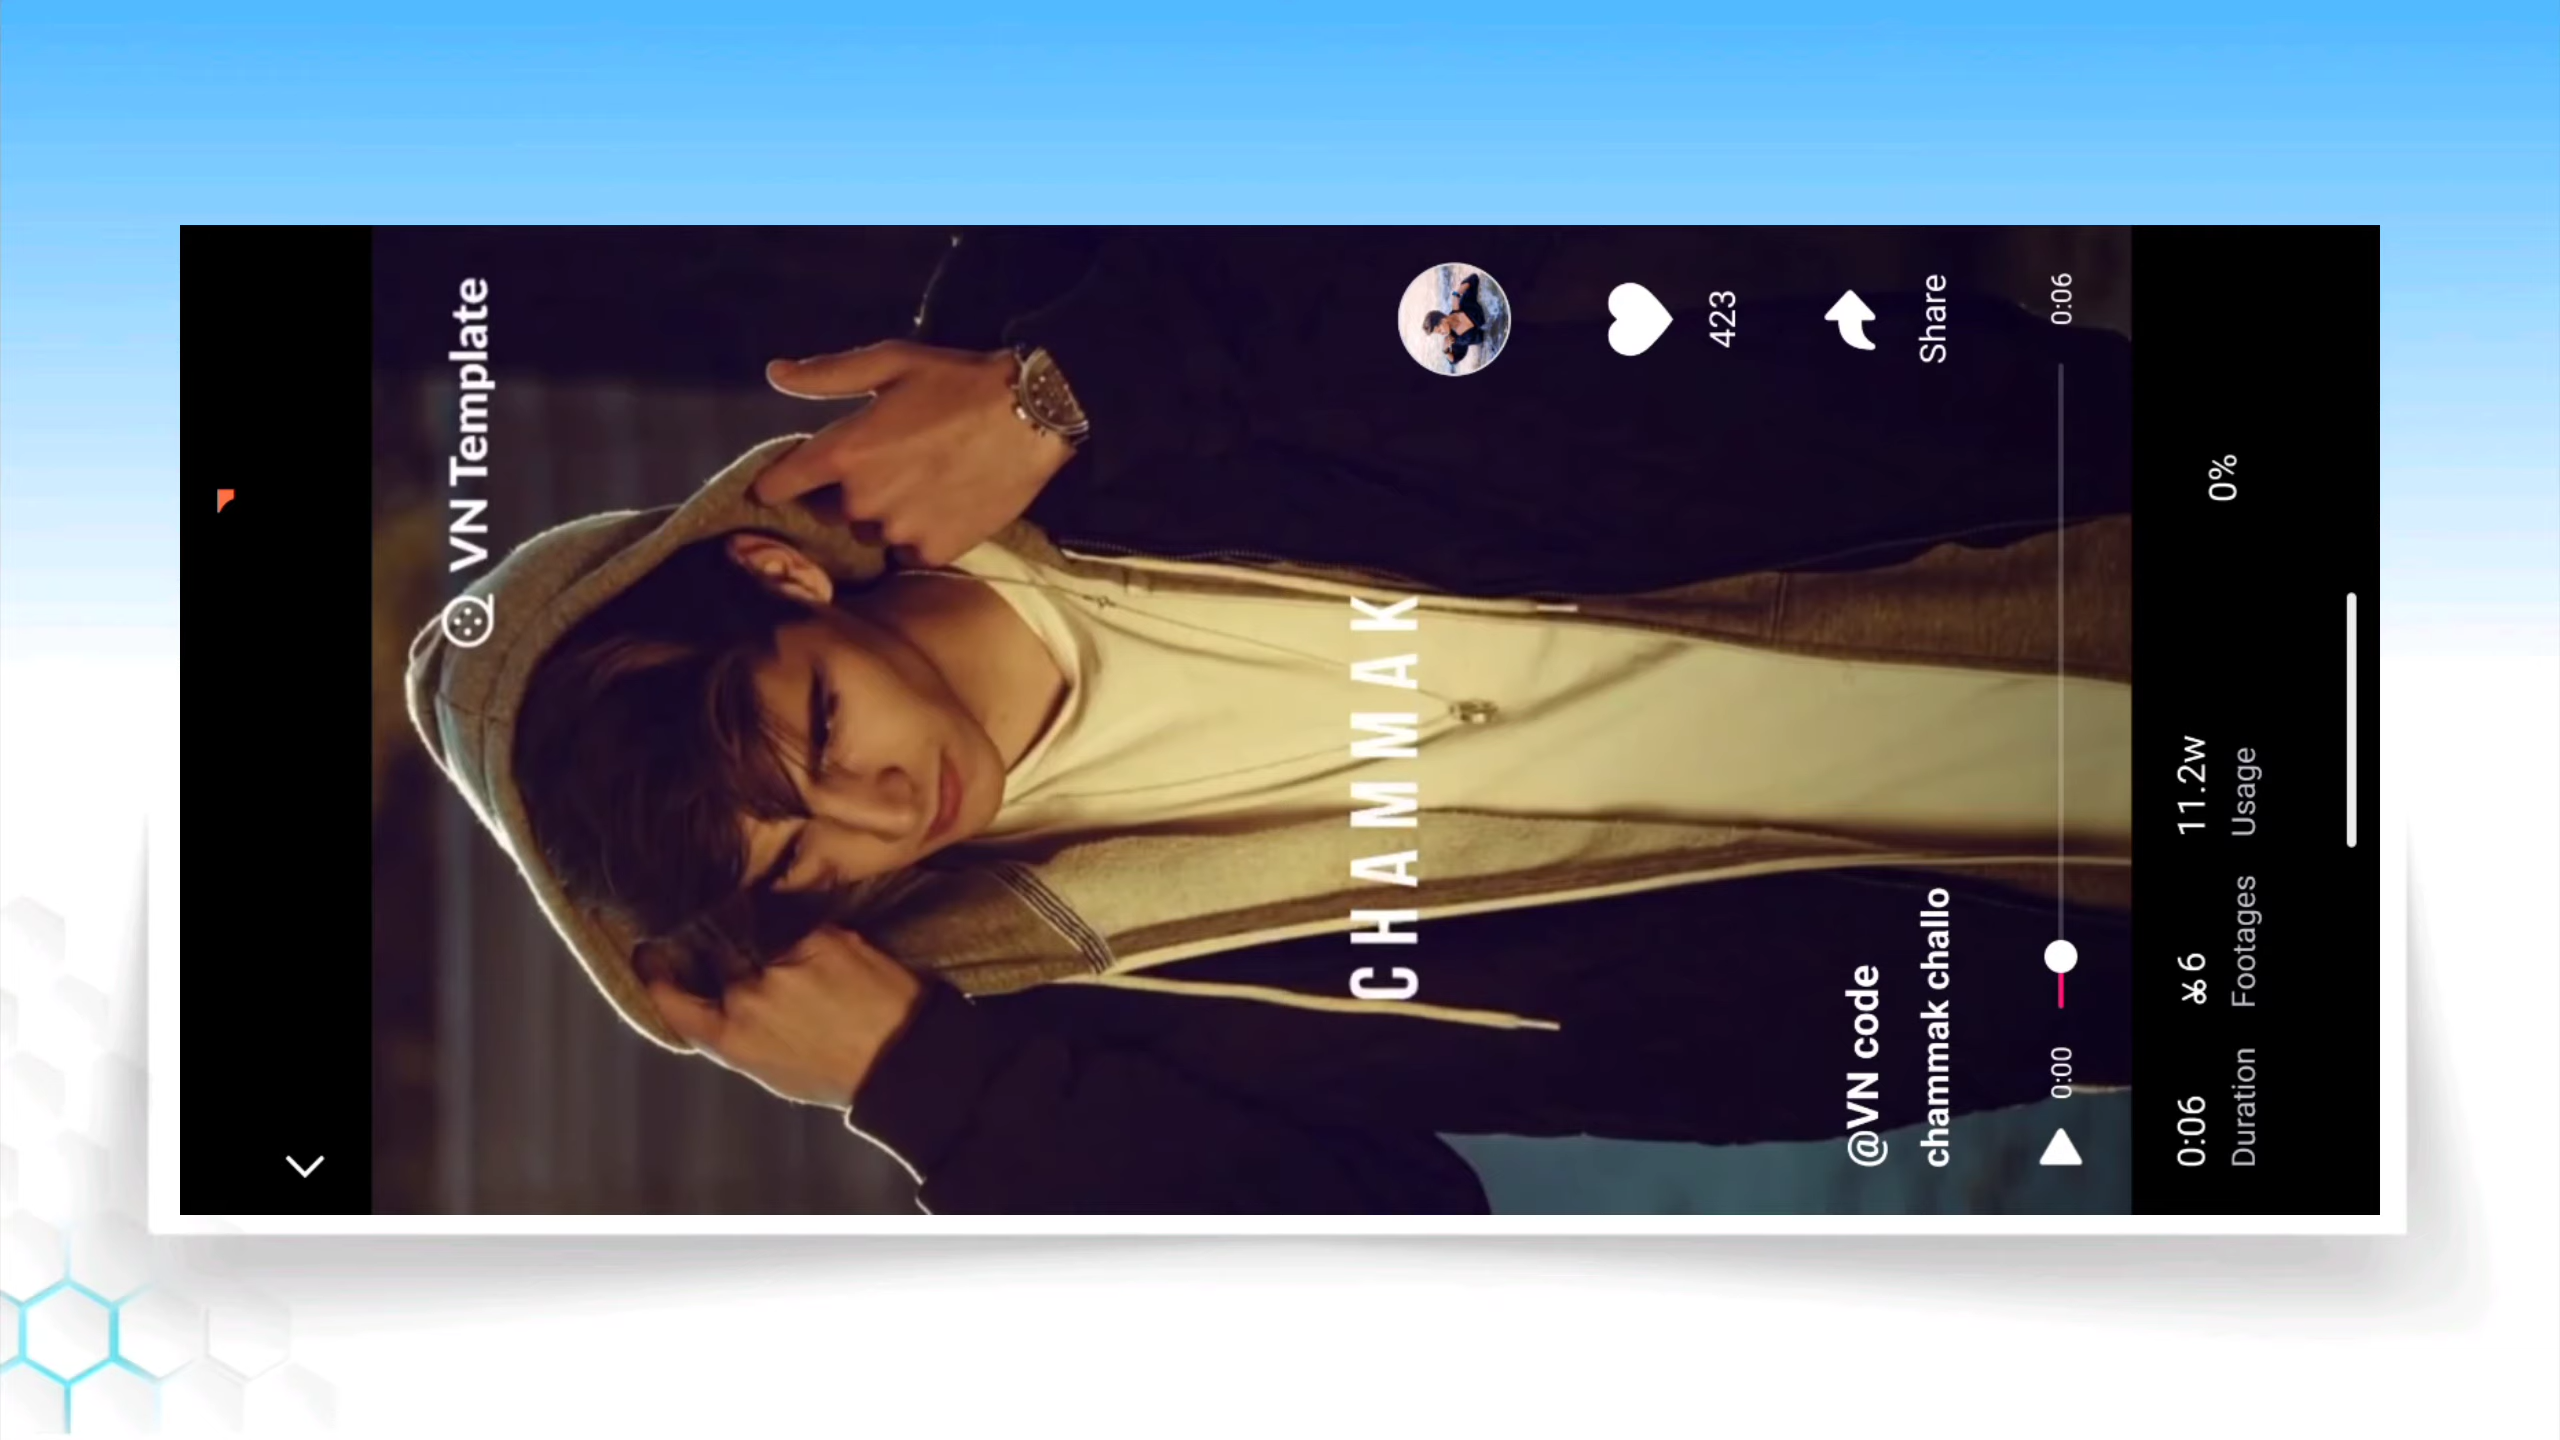 VN Template
CHAMMAK
423
Share
@VN code
chammak challo
0:00
0:06
0:06
6
11.2w
0%
Duration
Footages
Usage